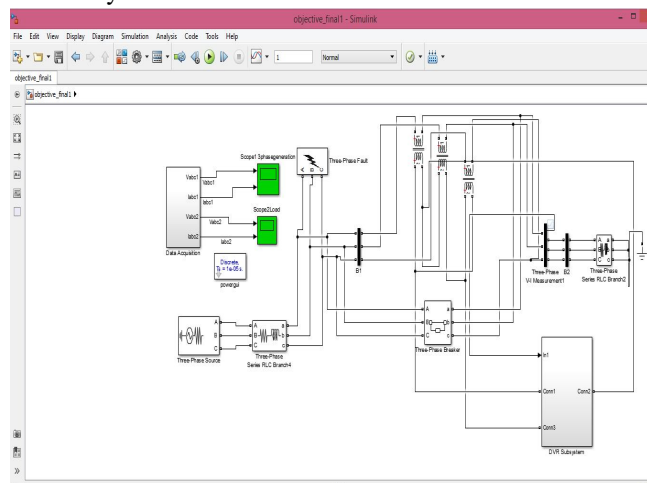 objective_final1 - Simulink
File Edit View Display Diagram Simulation Analysis Code Tools Help
1
Normal
objective_final1
objective_final1
Scope1 3phasegeneration
Three-Phase Fault
A B C
Vabc1
Vabc1
Iabc1
Iabc1
Scope2Load
Vabc2
Vabc2
Iabc2
Iabc2
Data Acquisition
Discrete,
Ts = 1e-05 s.
powergui
B1
A
B
C
Three-Phase Source
A a
B b
C c
Three-Phase
Series RLC Branch4
A a
B b
C c
Three-Phase Breaker
Three-Phase
V-I Measurement1
B2
A a
B b
C c
Three-Phase
Series RLC Branch2
In1
Conn1
Conn2
Conn3
DVR Subsystem